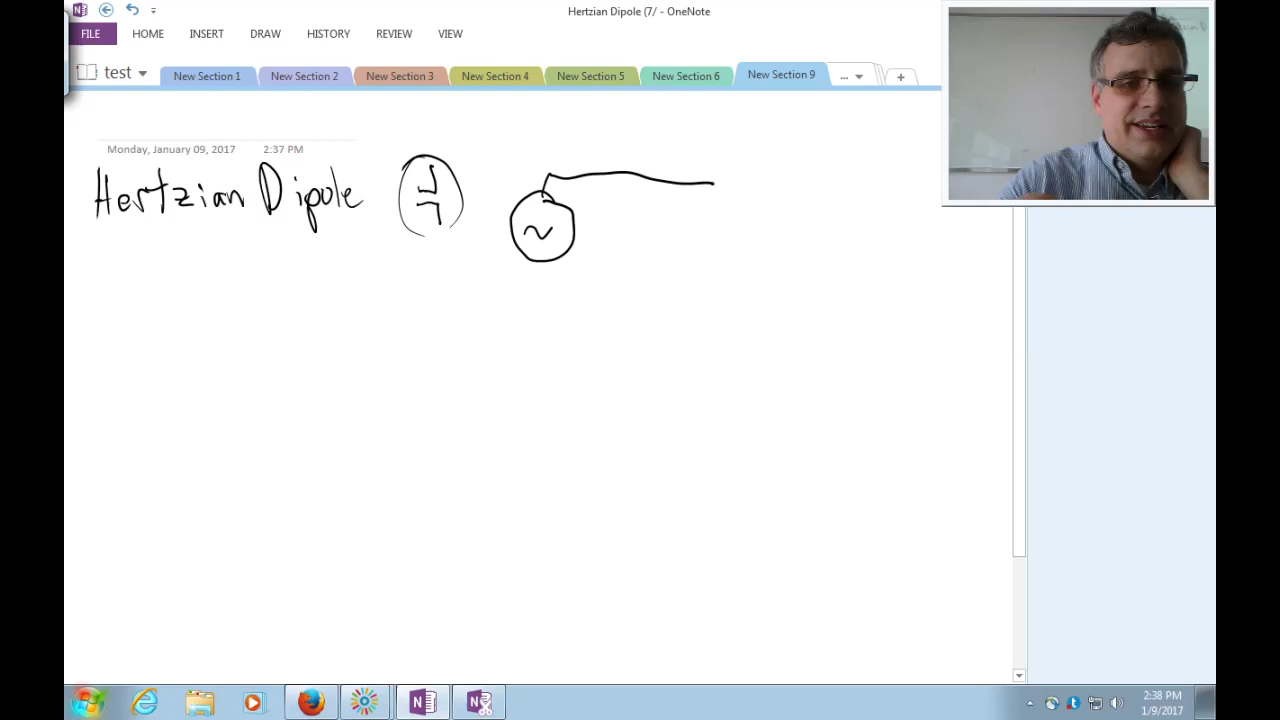 Hertzian Dipole (7/ - OneNote
FILE HOME INSERT DRAW HISTORY REVIEW VIEW
test New Section 1 New Section 2 New Section 3 New Section 4 New Section 5 New Section 6 New Section 9 ... +
Monday, January 09, 2017 2:37 PM
Hertzian Dipole
~
2:38 PM
1/9/2017